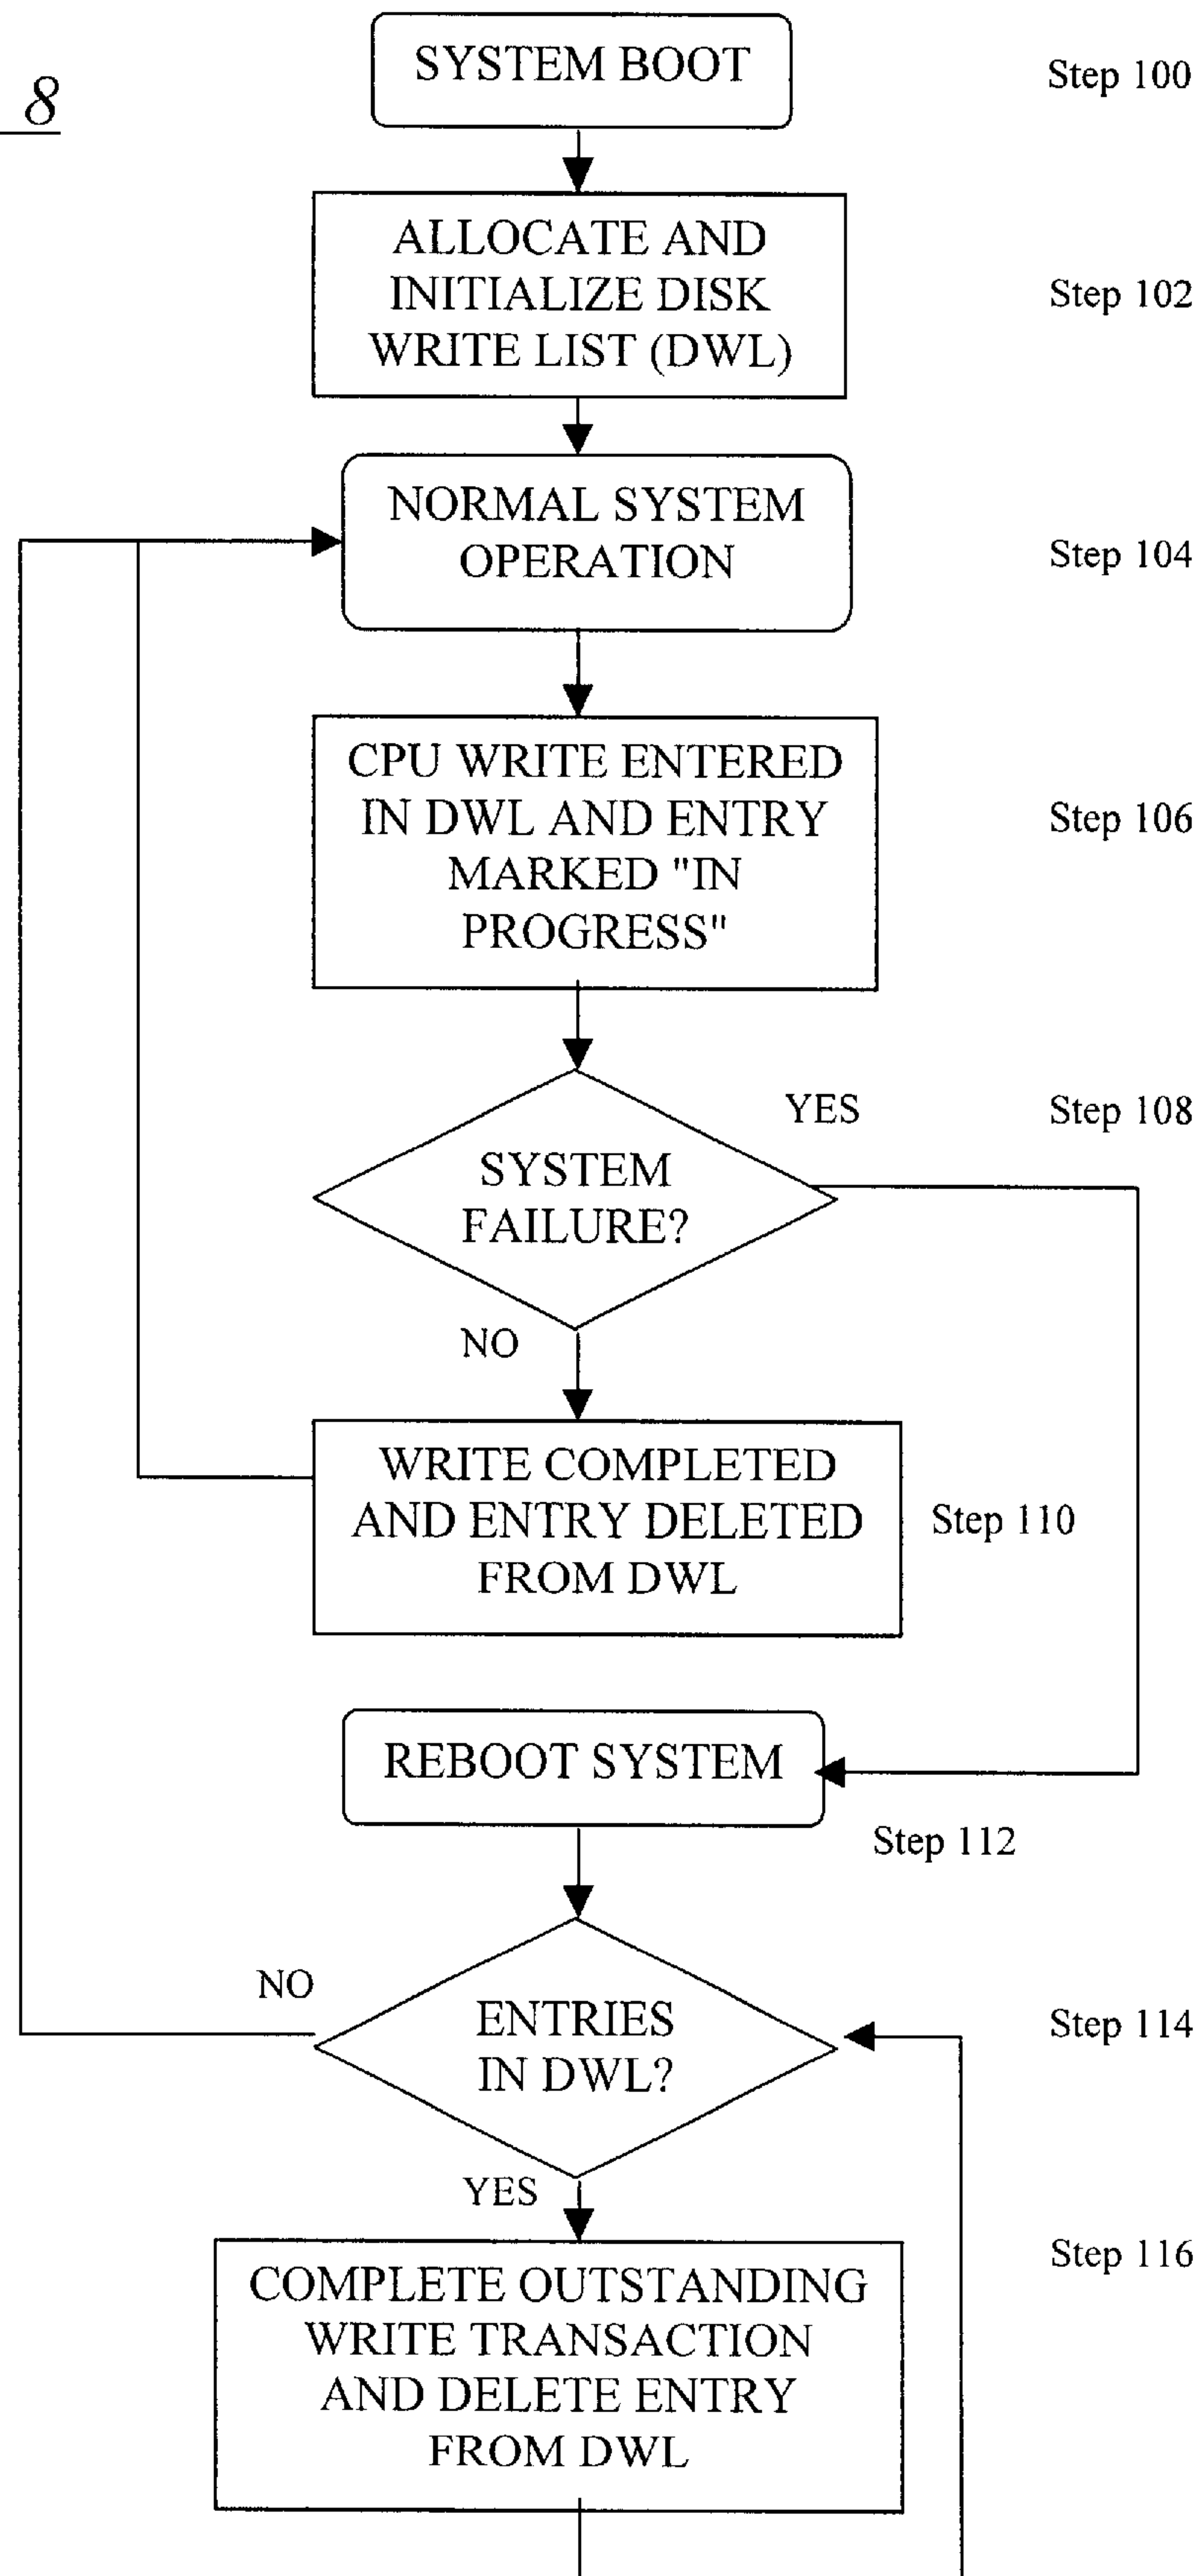 8
SYSTEM BOOT
Step 100
ALLOCATE AND
INITIALIZE DISK
WRITE LIST (DWL)
Step 102
NORMAL SYSTEM
OPERATION
Step 104
CPU WRITE ENTERED
IN DWL AND ENTRY
MARKED "IN
PROGRESS"
Step 106
YES
Step 108
SYSTEM
FAILURE?
NO
WRITE COMPLETED
AND ENTRY DELETED
FROM DWL
Step 110
REBOOT SYSTEM
Step 112
NO
ENTRIES
IN DWL?
Step 114
YES
COMPLETE OUTSTANDING
WRITE TRANSACTION
AND DELETE ENTRY
FROM DWL
Step 116